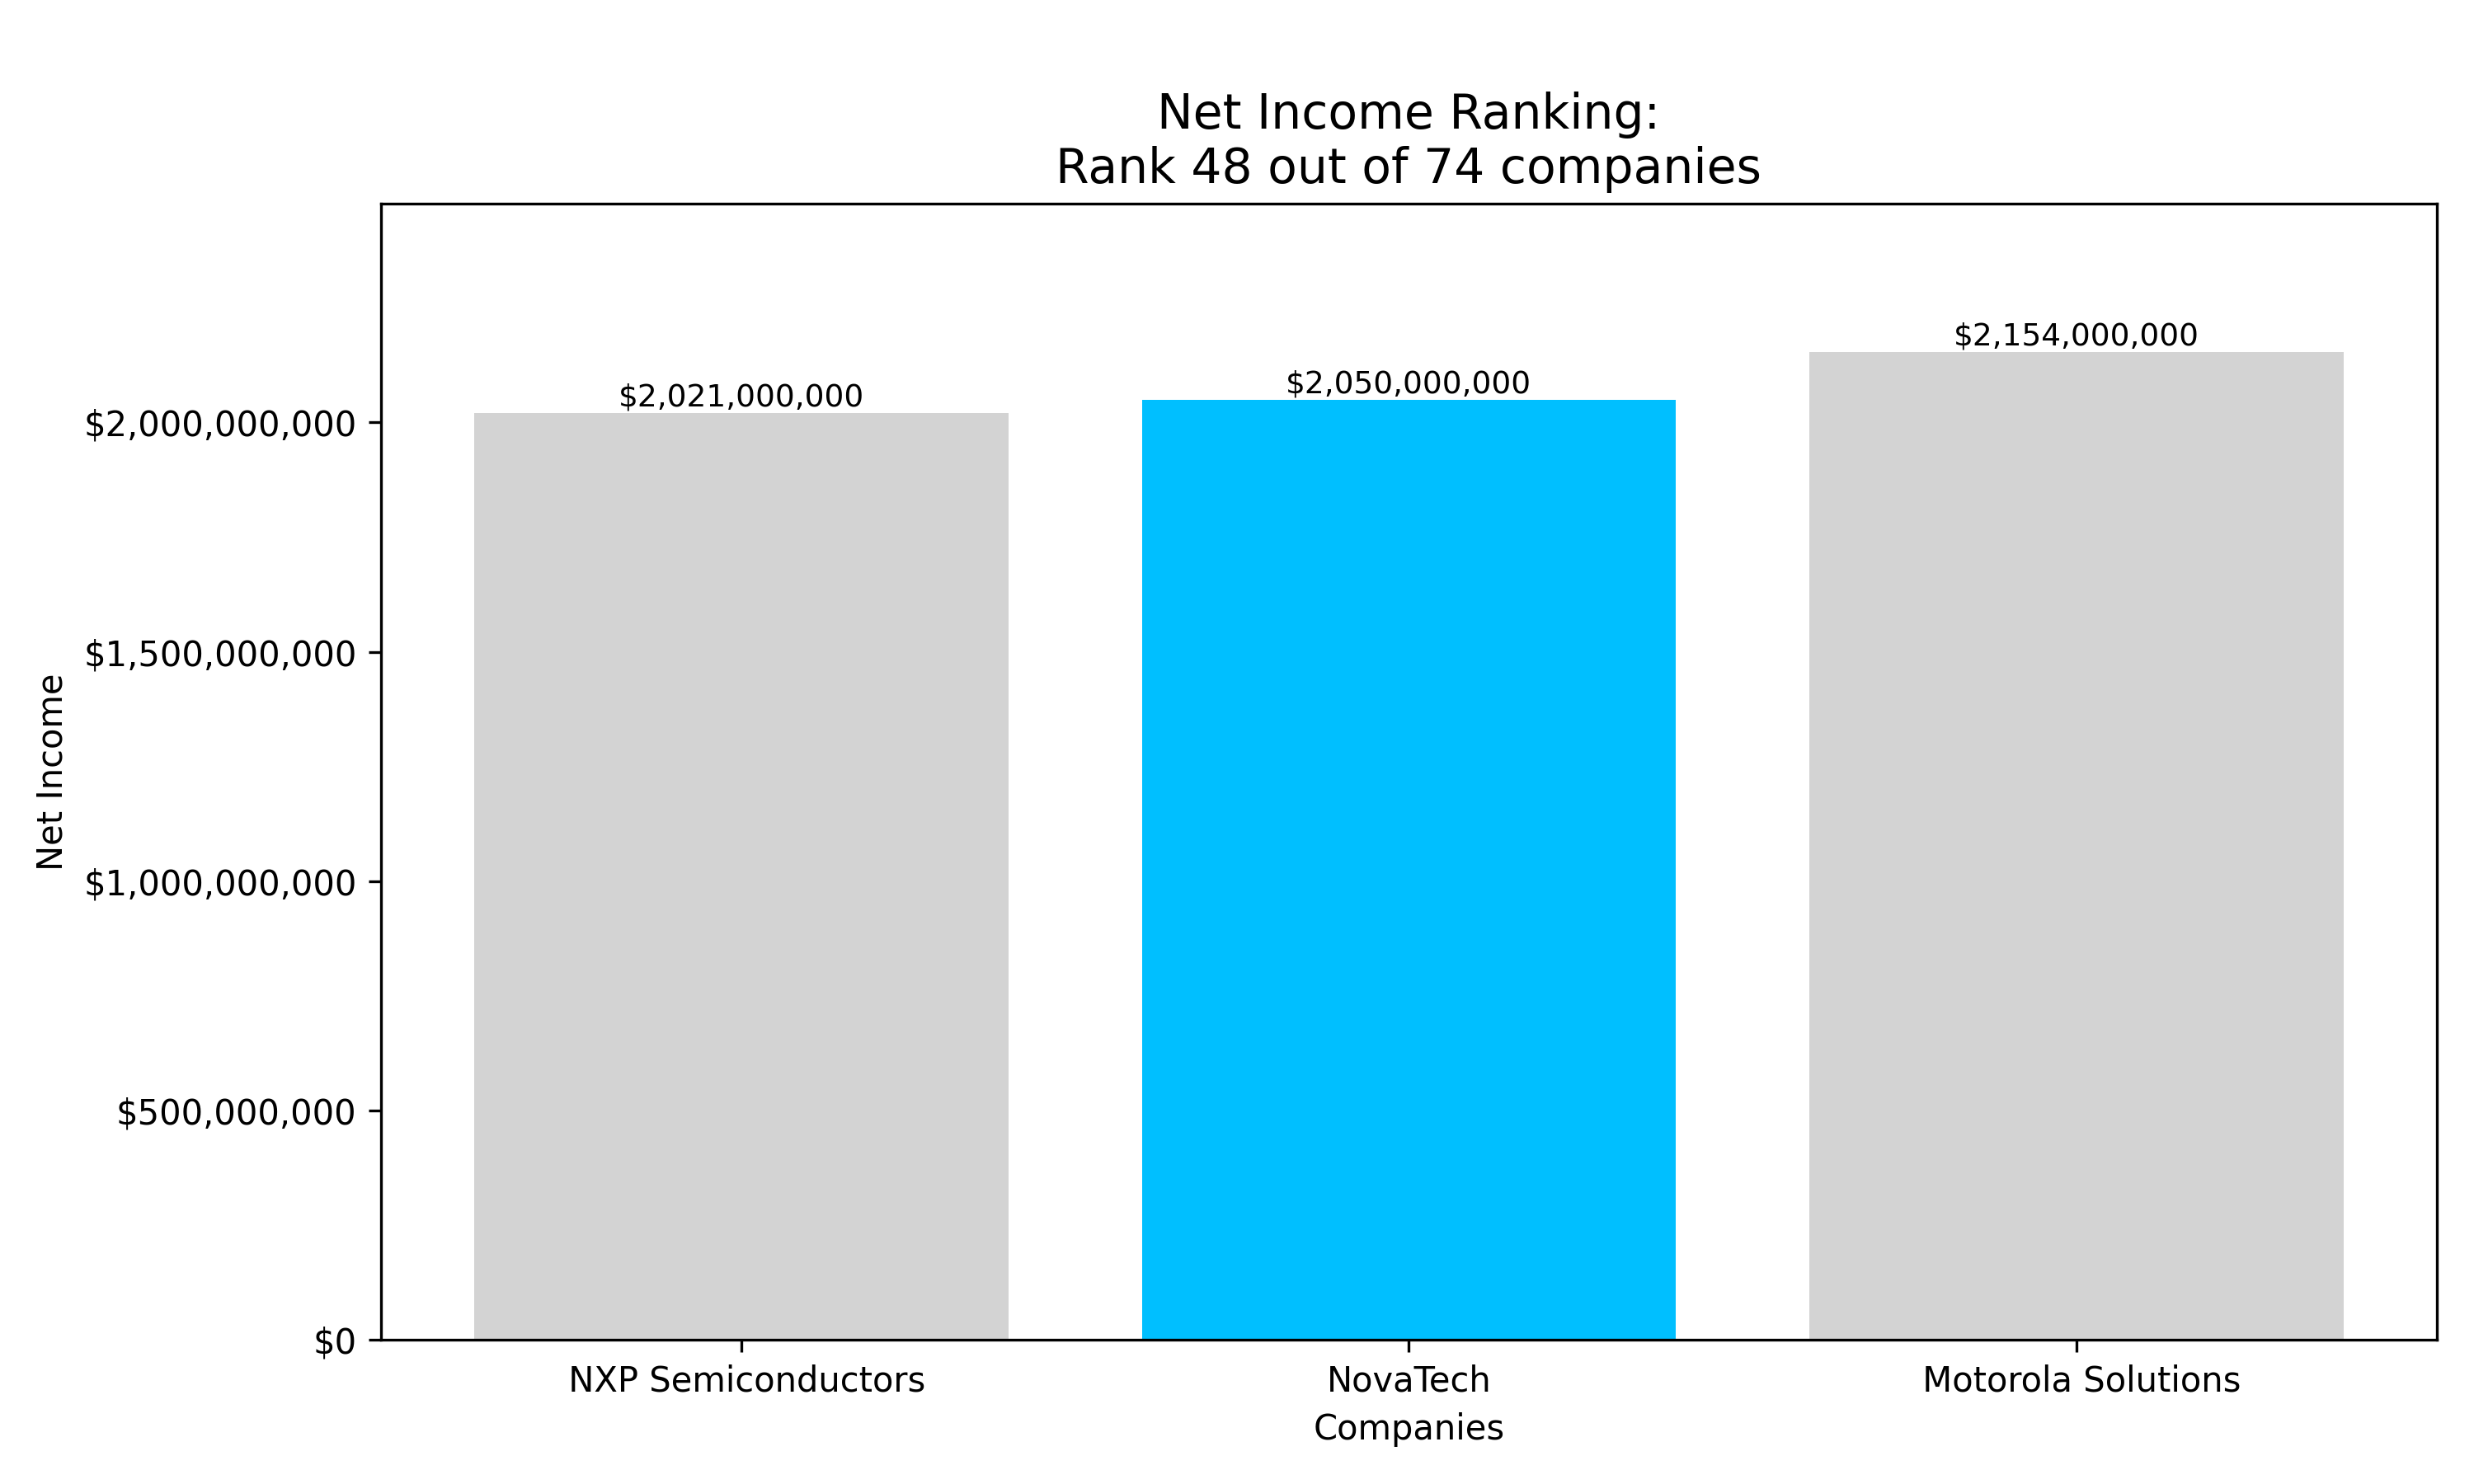 Net Income Ranking:
Rank 48 out of 74 companies
$2,021,000,000
$2,050,000,000
$2,154,000,000
Net Income
$2,000,000,000
$1,500,000,000
$1,000,000,000
$500,000,000
$0
NXP Semiconductors
NovaTech
Motorola Solutions
Companies